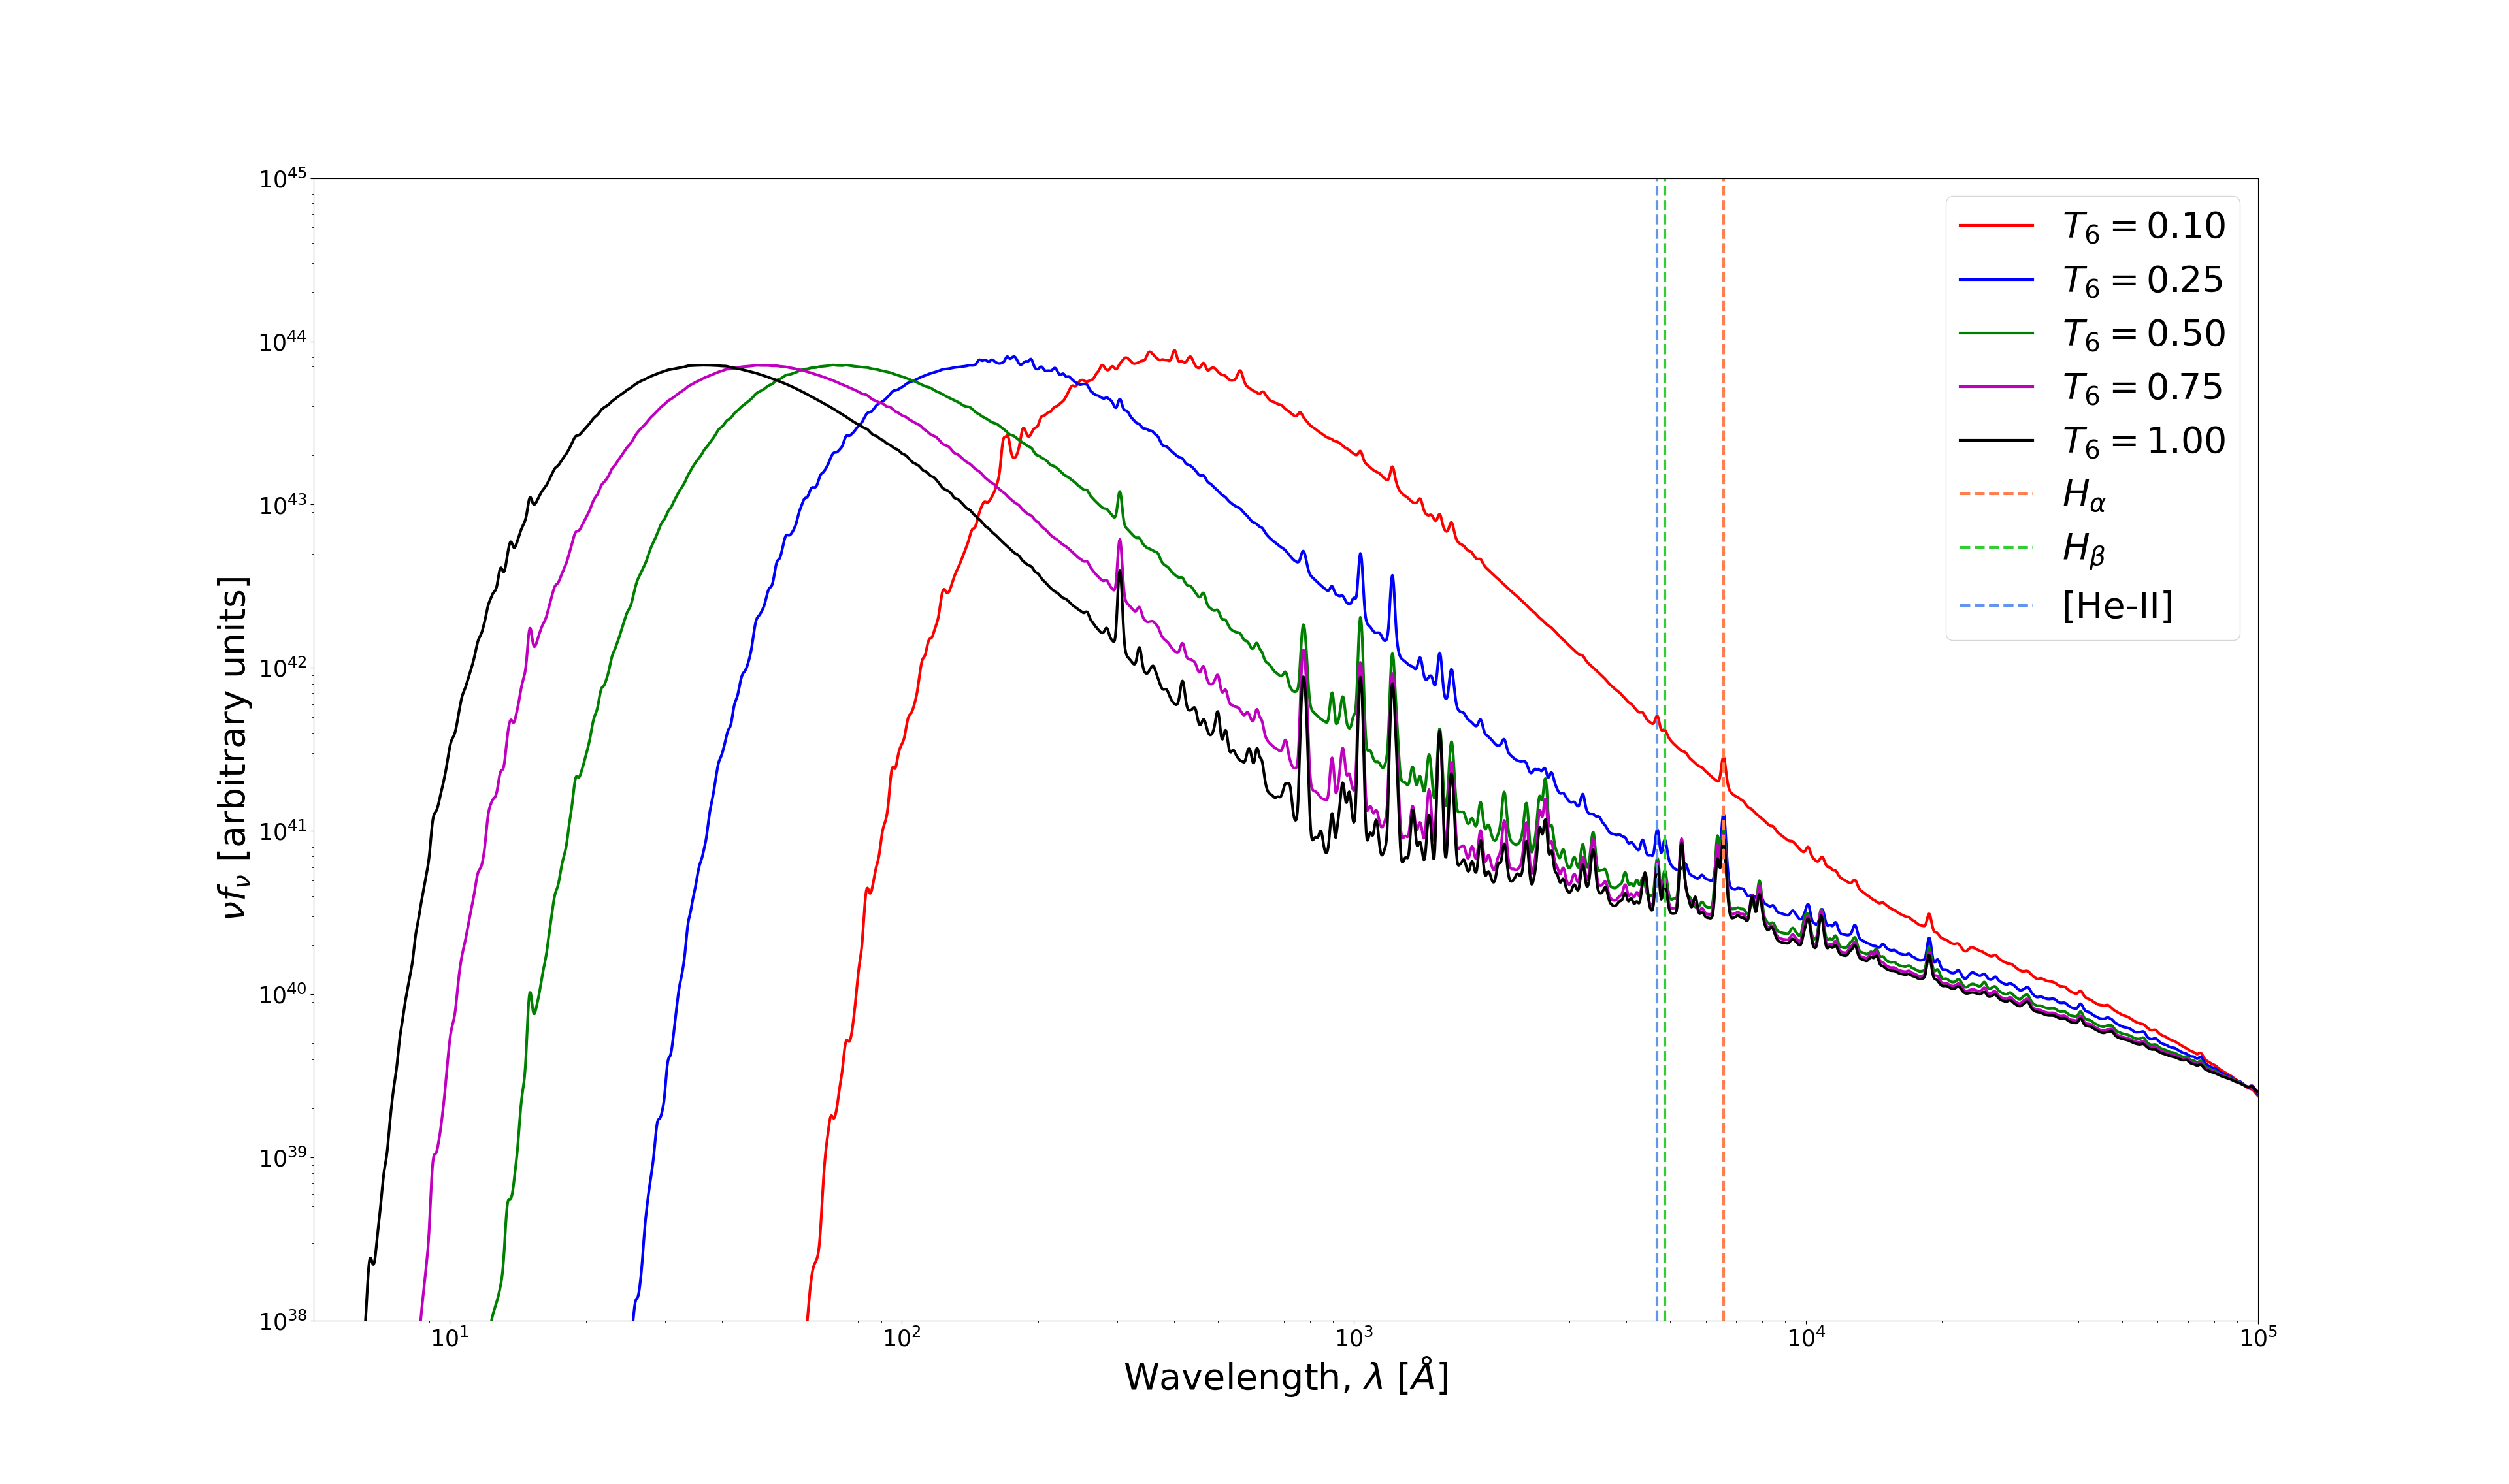 10^45
10^44
10^43
10^42
10^41
10^40
10^39
10^38
νf_ν [arbitrary units]
10^1 10^2 10^3 10^4 10^5
Wavelength, λ [Å]
T_6 = 0.10
T_6 = 0.25
T_6 = 0.50
T_6 = 0.75
T_6 = 1.00
H_α
H_β
[He-II]